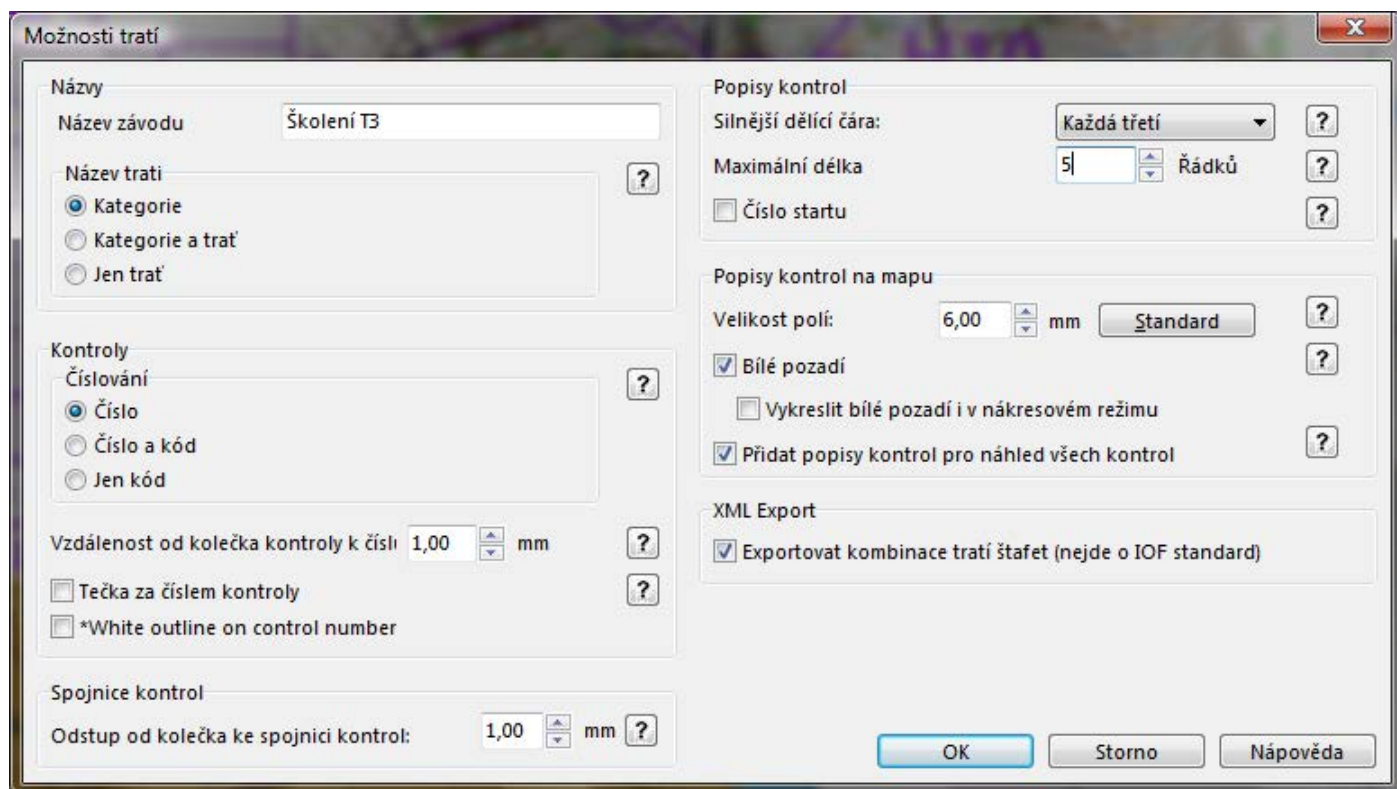 Možnosti tratí
Názvy
Název závodu Školení T3
Název trati
?
Kategorie
Kategorie a trať
Jen trať
Kontroly
Číslování
?
Číslo
Číslo a kód
Jen kód
Vzdálenost od kolečka kontroly k čísl 1,00 mm ?
Tečka za číslem kontroly ?
*White outline on control number
Spojnice kontrol
Odstup od kolečka ke spojnici kontrol: 1,00 mm ?
Popisy kontrol
Silnější dělící čára: Každá třetí ?
Maximální délka 5 Řádků ?
Číslo startu ?
Popisy kontrol na mapu
Velikost polí: 6,00 mm Standard ?
Bílé pozadí ?
Vykreslit bílé pozadí i v nákresovém režimu
Přidat popisy kontrol pro náhled všech kontrol ?
XML Export
Exportovat kombinace tratí štafet (nejde o IOF standard)
OK Storno Nápověda